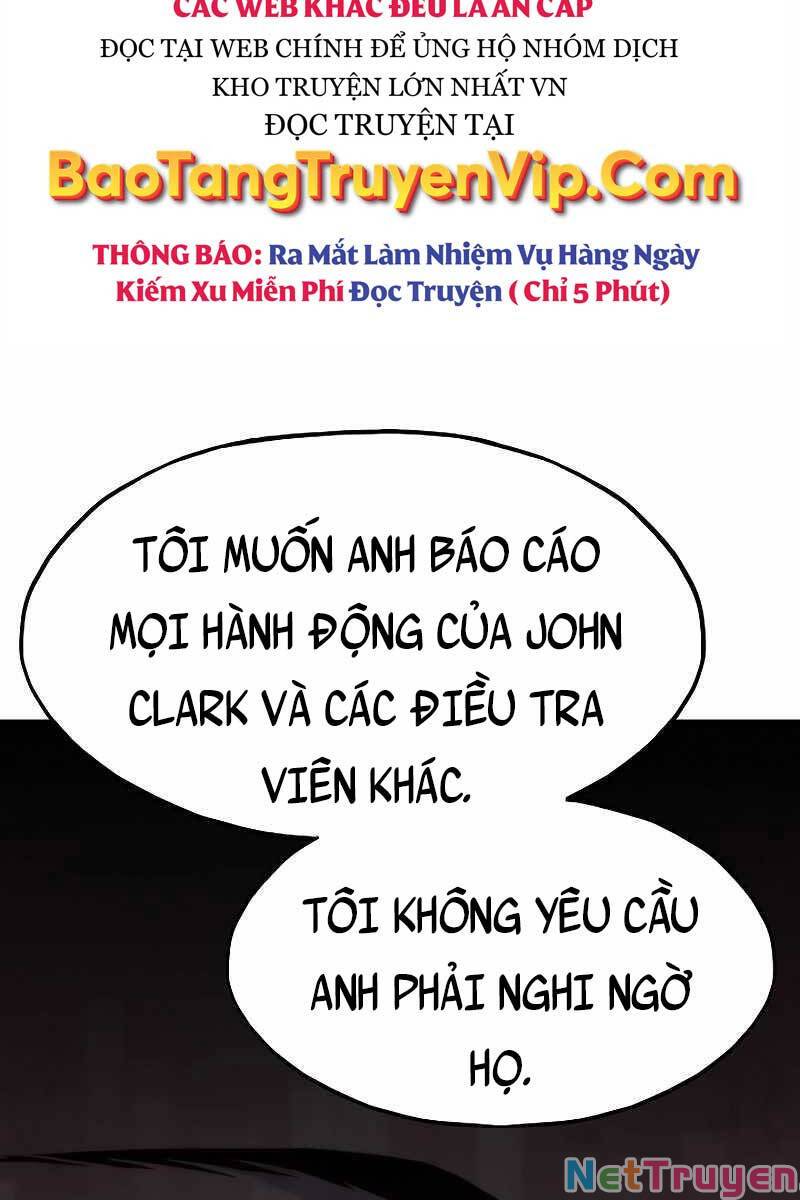 CÁC WEB KHÁC ĐỀU LÀ ĂN CẮP
ĐỌC TẠI WEB CHÍNH ĐỂ ỦNG HỘ NHÓM DỊCH
KHO TRUYỆN LỚN NHẤT VN
ĐỌC TRUYỆN TẠI
BaoTangTruyenVip.Com
THÔNG BÁO: Ra Mắt Làm Nhiệm Vụ Hàng Ngày
Kiếm Xu Miễn Phí Đọc Truyện ( Chỉ 5 Phút)
TÔI MUỐN ANH BÁO CÁO
MỌI HÀNH ĐỘNG CỦA JOHN
CLARK VÀ CÁC ĐIỀU TRA
VIÊN KHÁC.
TÔI KHÔNG YÊU CẦU
ANH PHẢI NGHI NGỜ
HỌ.
NetTruyen